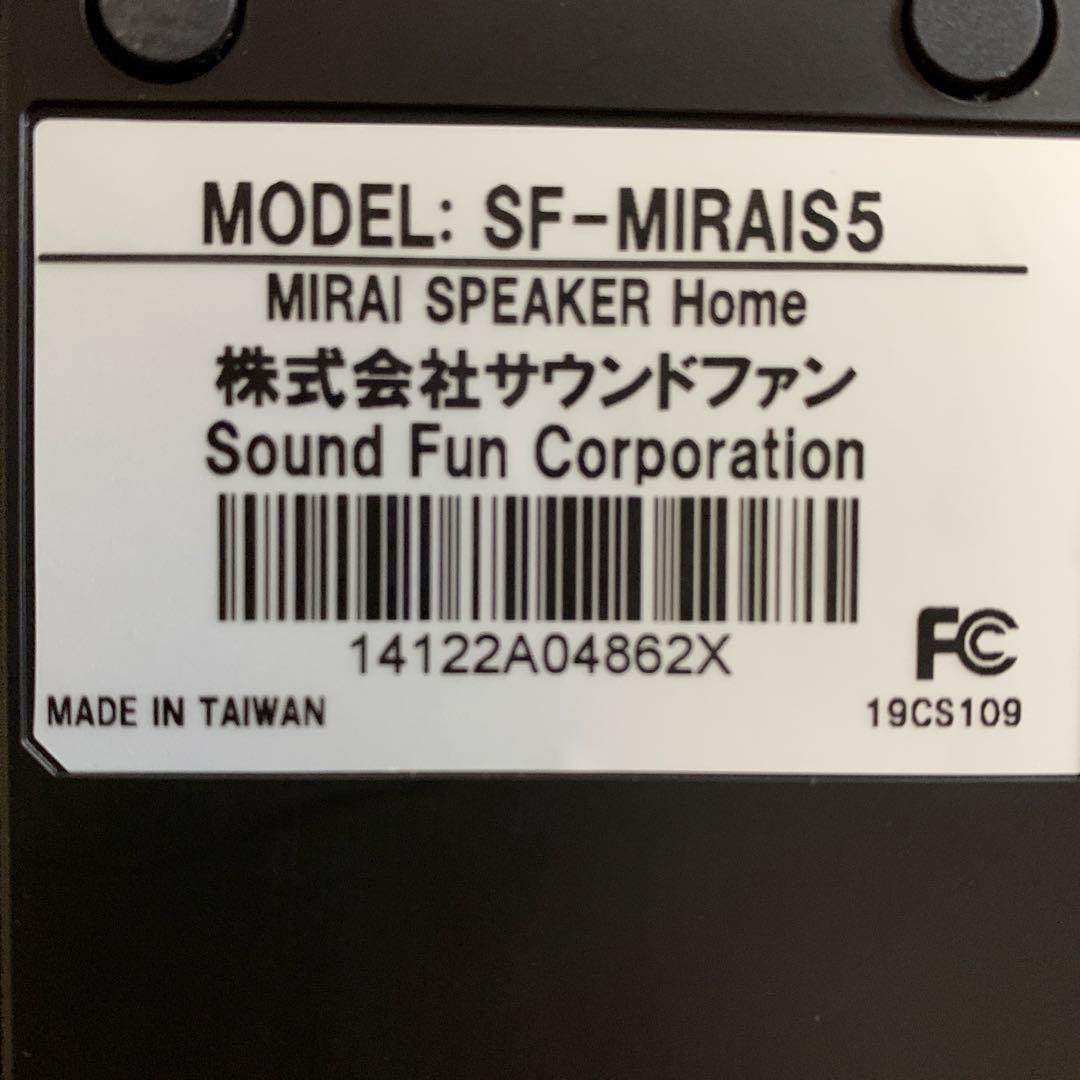 MODEL: SF-MIRAIS5
MIRAI SPEAKER Home
株式会社サウンドファン
Sound Fun Corporation
14122A04862X
FC
MADE IN TAIWAN
19CS109